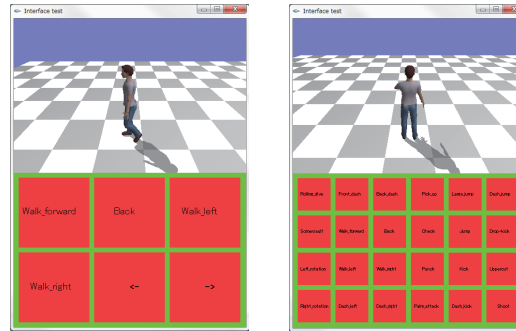 Interface test
Walk_forward Back Walk_left
Walk_right <- ->
Interface test
Front_dash Back_dash Pick_up Dash_jump
Somersault Walk_forward Back Check Jump Drop-kick
Left_rotation Walk_left Walk_right Punch Kick Uppercut
Right_rotation Dash_left Dash_right Palm_attack Dash_kick Shoot